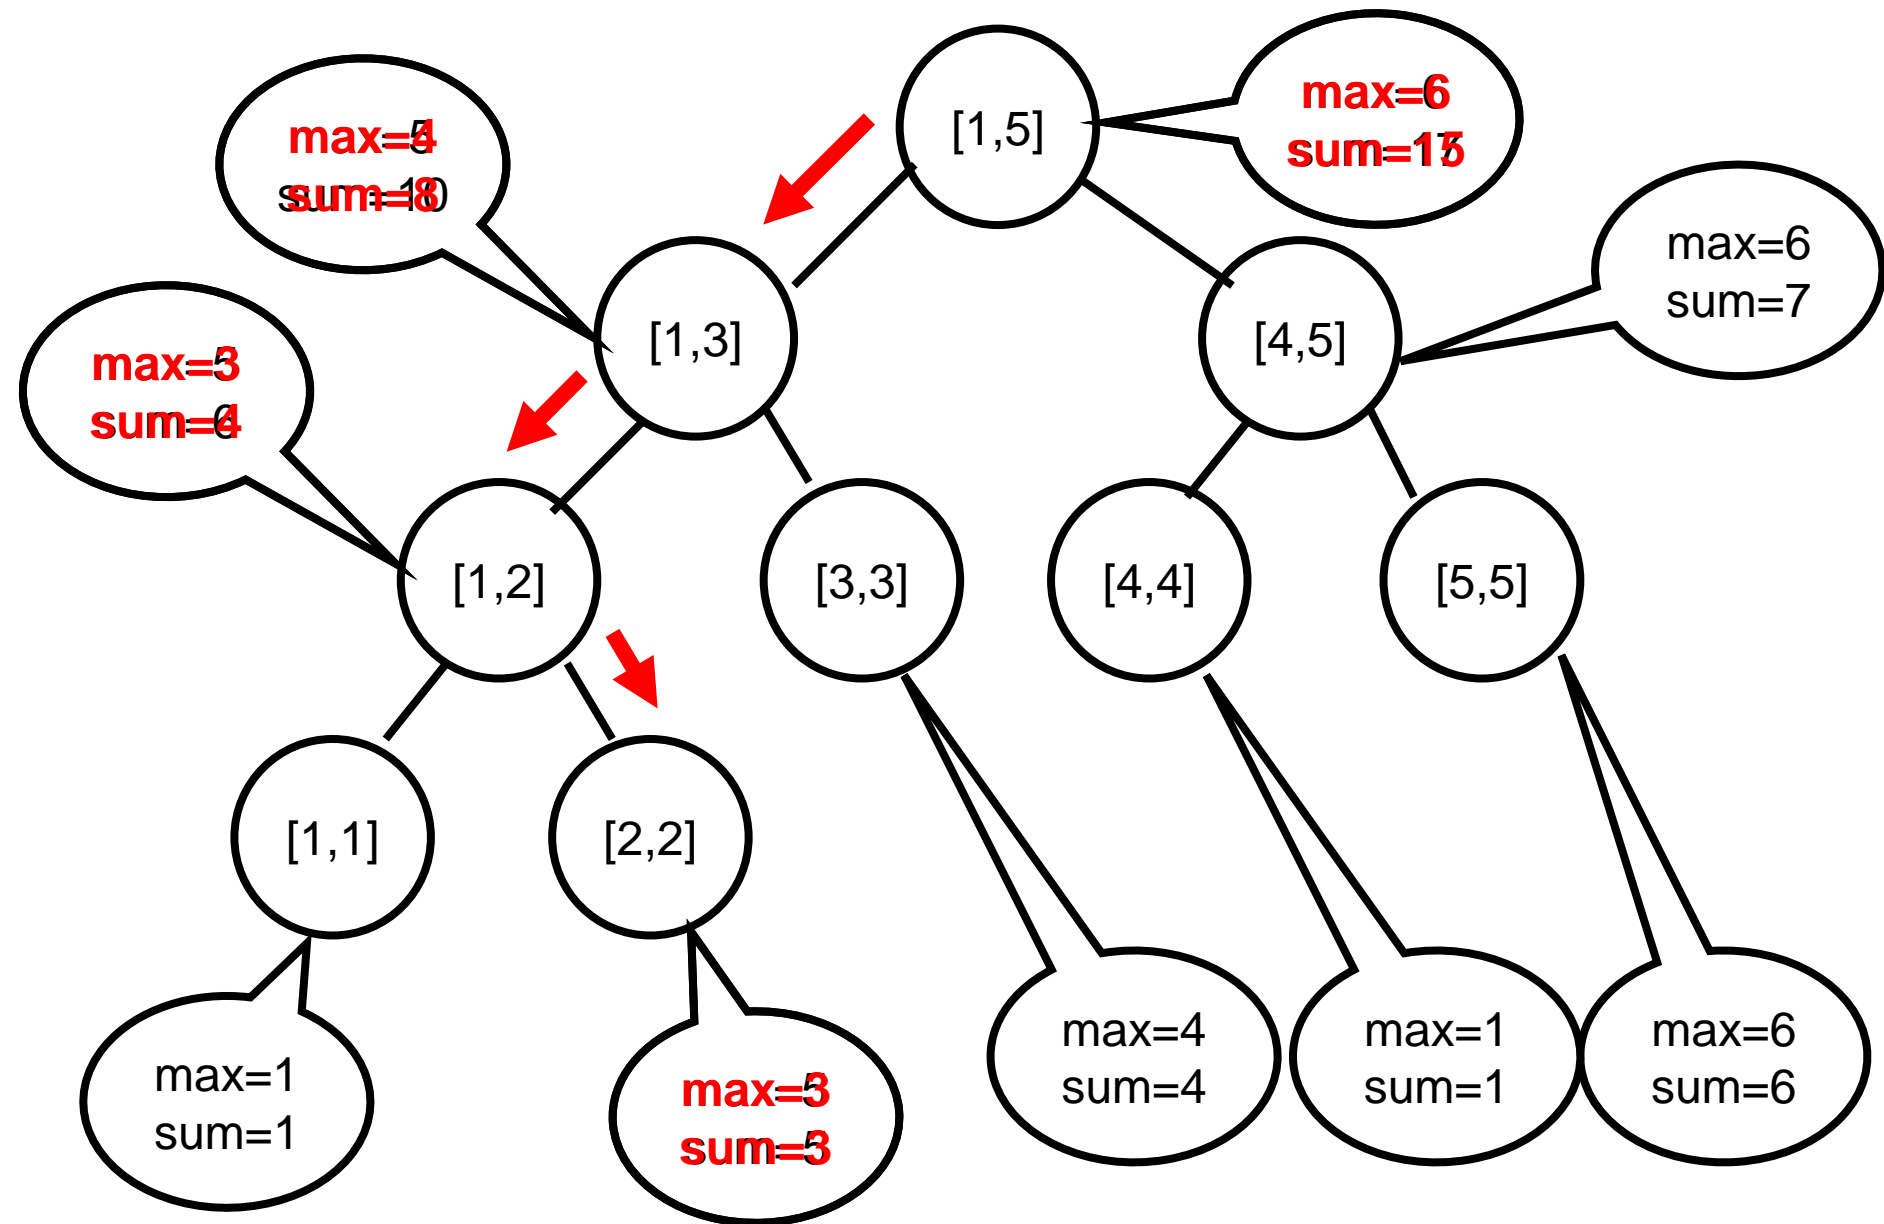 max=6
sum=15
[1,5]
max=4
sum=8
max=6
sum=7
[1,3]
[4,5]
max=3
sum=4
[1,2]
[3,3]
[4,4]
[5,5]
[1,1]
[2,2]
max=1
sum=1
max=3
sum=3
max=4
sum=4
max=1
sum=1
max=6
sum=6